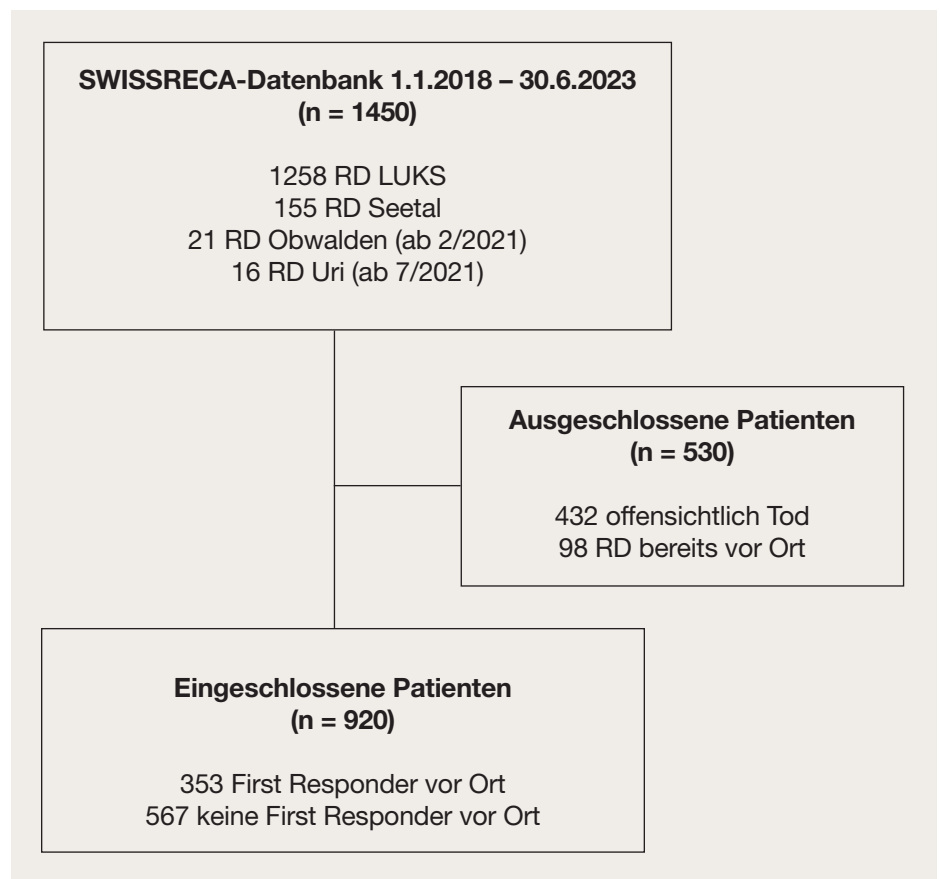 SWISSRECA-Datenbank 1.1.2018 – 30.6.2023
(n = 1450)
1258 RD LUKS
155 RD Seetal
21 RD Obwalden (ab 2/2021)
16 RD Uri (ab 7/2021)
Ausgeschlossene Patienten
(n = 530)
432 offensichtlich Tod
98 RD bereits vor Ort
Eingeschlossene Patienten
(n = 920)
353 First Responder vor Ort
567 keine First Responder vor Ort